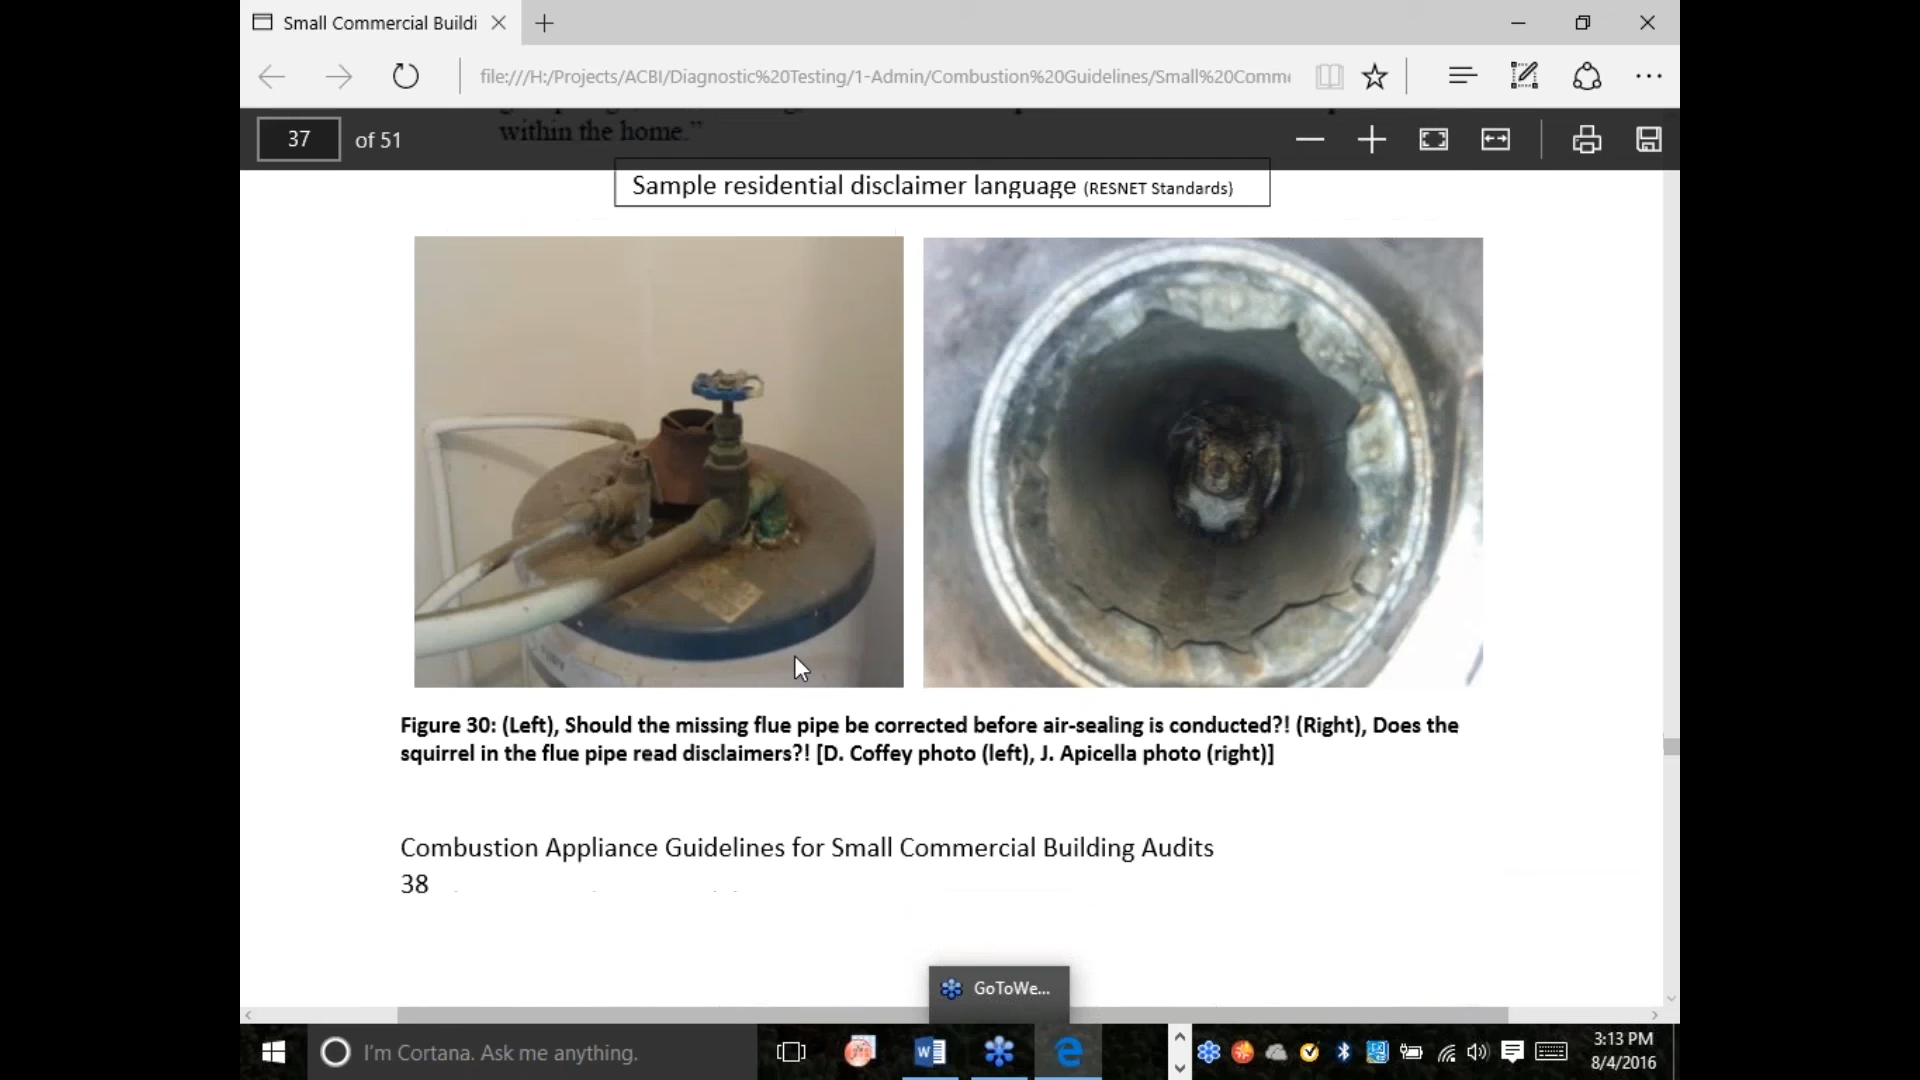 Small Commercial Buildi
file:///H:/Projects/ACBI/Diagnostic%20Testing/1-Admin/Combustion%20Guidelines/Small%20Comme
37 of 51
within the home.”
Sample residential disclaimer language (RESNET Standards)
Figure 30: (Left), Should the missing flue pipe be corrected before air-sealing is conducted?! (Right), Does the
squirrel in the flue pipe read disclaimers?! [D. Coffey photo (left), J. Apicella photo (right)]
Combustion Appliance Guidelines for Small Commercial Building Audits
38
GoToWe...
I'm Cortana. Ask me anything.
3:13 PM
8/4/2016